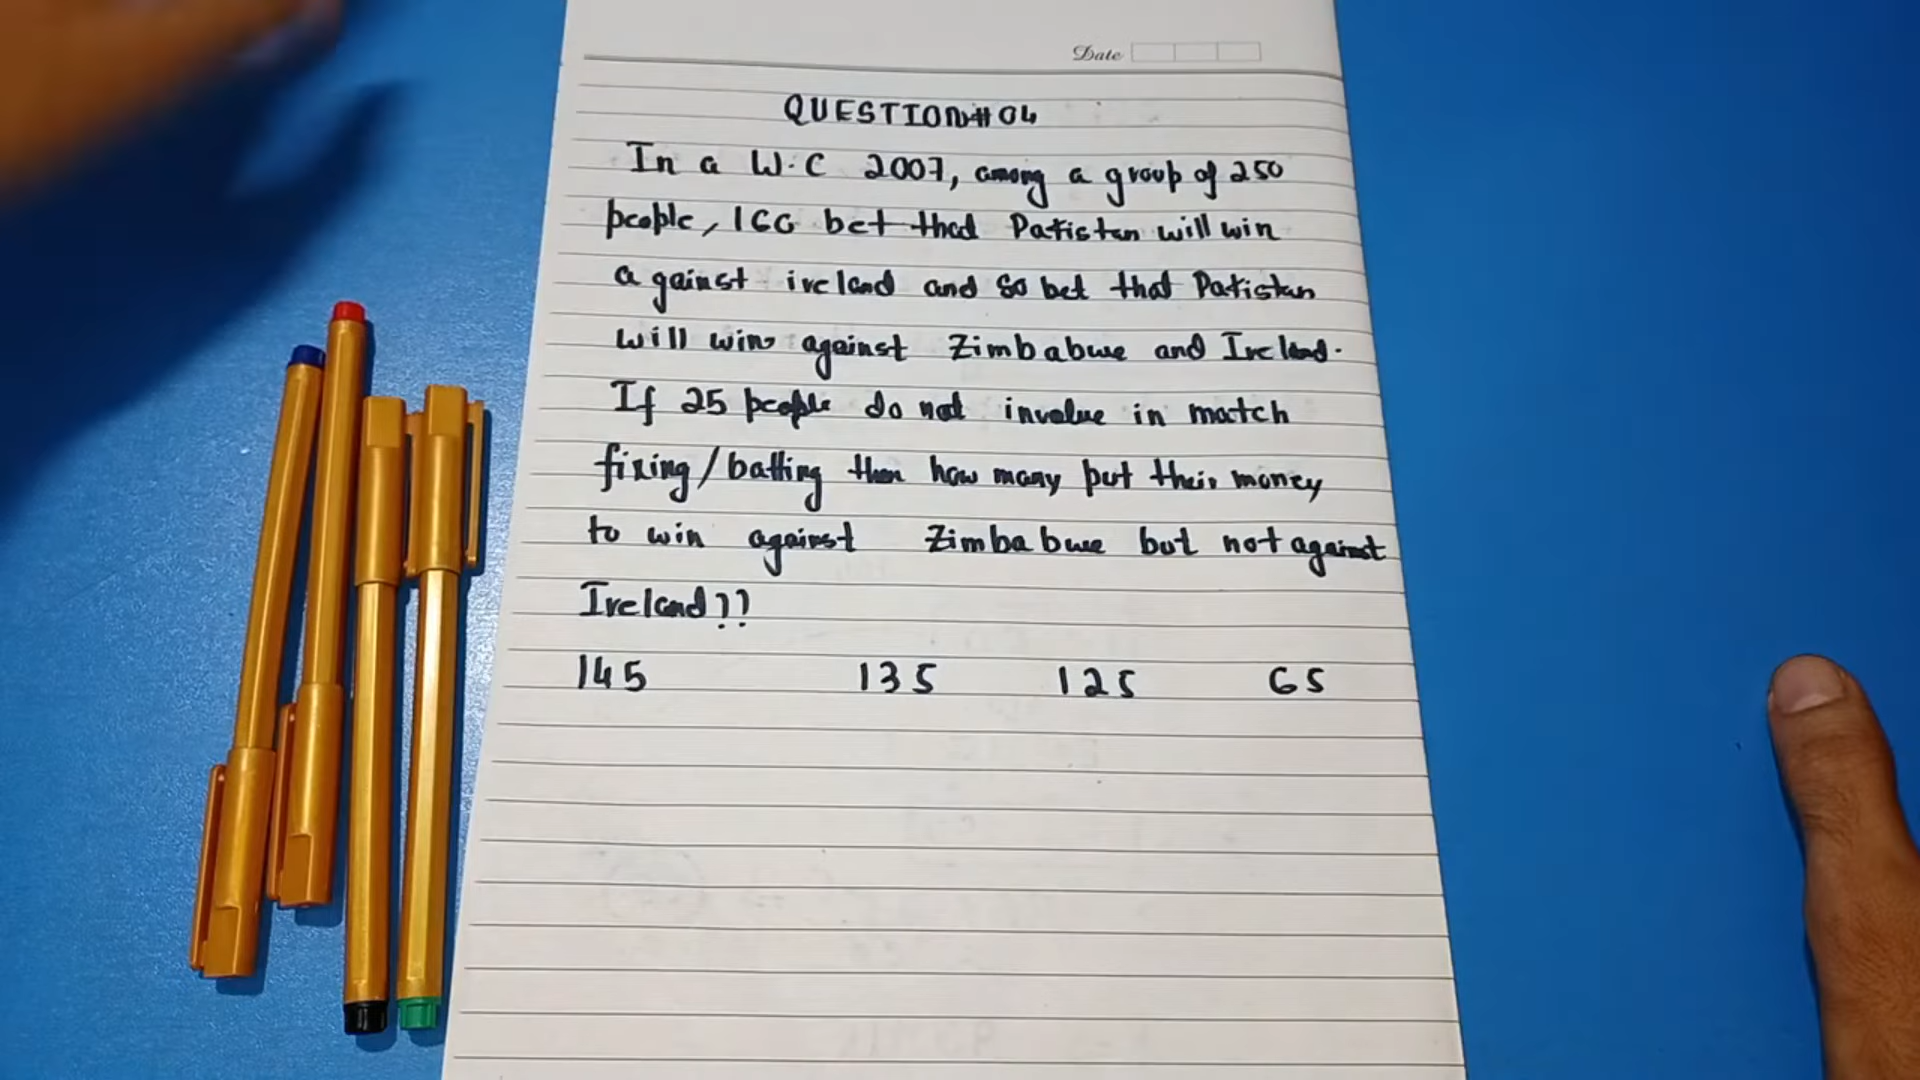 Date
QUESTION# 04
In a W.C 2007, among a group of 250
people, 160 bet that Pakistan will win
against ireland and 80 bet that Pakistan
will win against Zimbabwe and Ireland.
If 25 people do not involve in match
fixing/batting then how many put their money
to win against Zimbabwe but not against
Ireland??
145 135 125 65